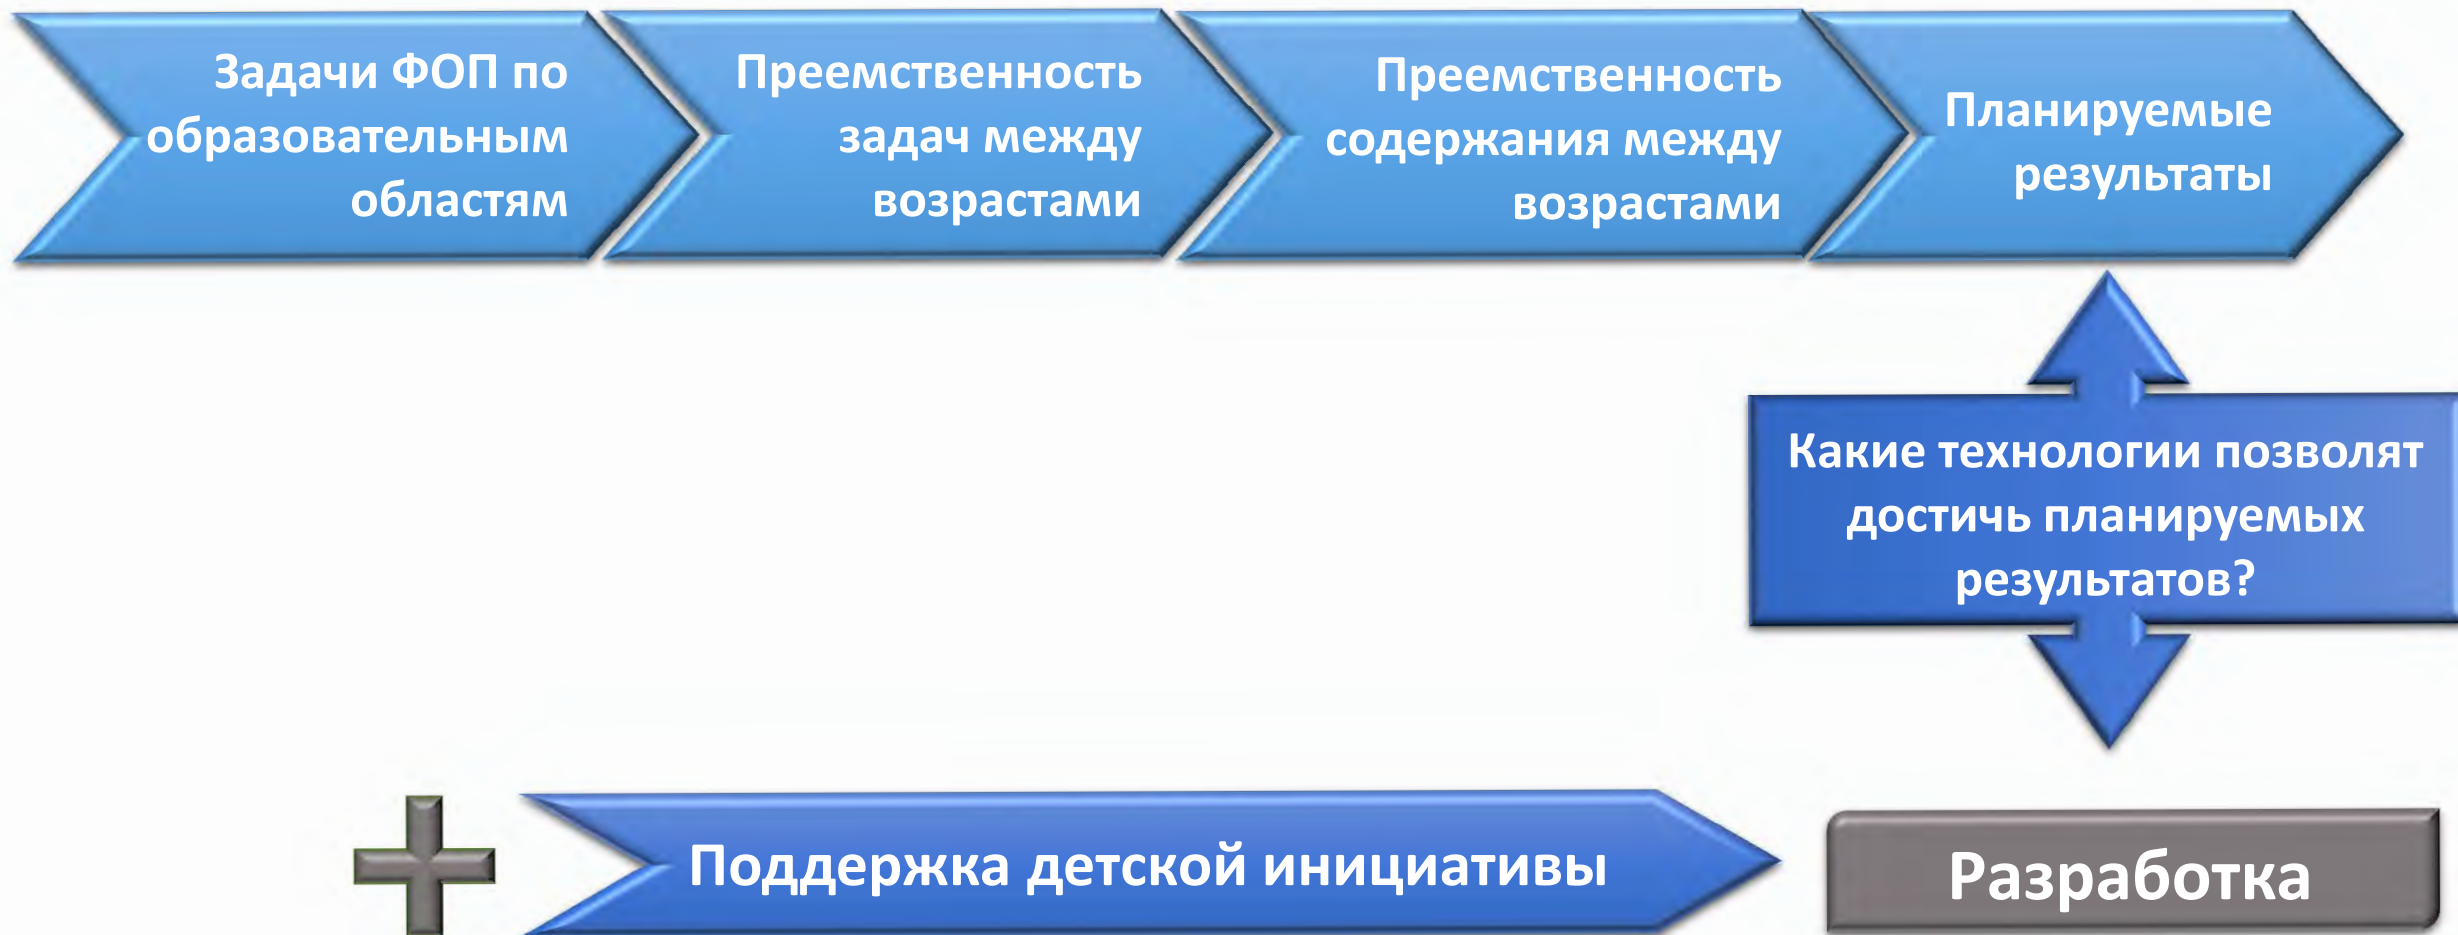 Задачи ФОП по
образовательным
областям
Преемственность
задач между
возрастами
Преемственность
содержания между
возрастами
Планируемые
результаты
Какие технологии позволят
достичь планируемых
результатов?
Поддержка детской инициативы
Разработка